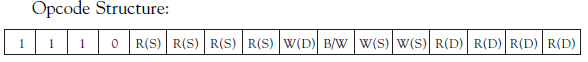 Opcode Structure:
1 1 1 0 R(S) R(S) R(S) R(S) W(D) B/W W(S) W(S) R(D) R(D) R(D) R(D)